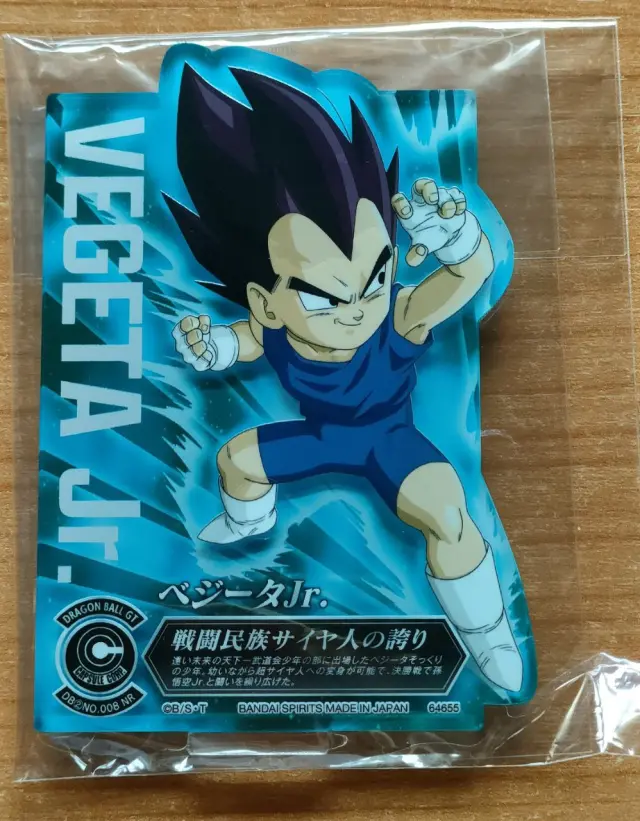 VEGETA Jr.
ベジータJr.
DRAGON BALL GT
CAPSULE CORP
DB②NO.008 NR
戦闘民族サイヤ人の誇り
遠い未来の天下一武道会少年の部に出場したベジータそっくり
の少年。幼いながら超サイヤ人への変身が可能で、決勝戦で孫
悟空Jr.と闘いを繰り広げた。
©B/S・T
BANDAI SPIRITS MADE IN JAPAN
64655